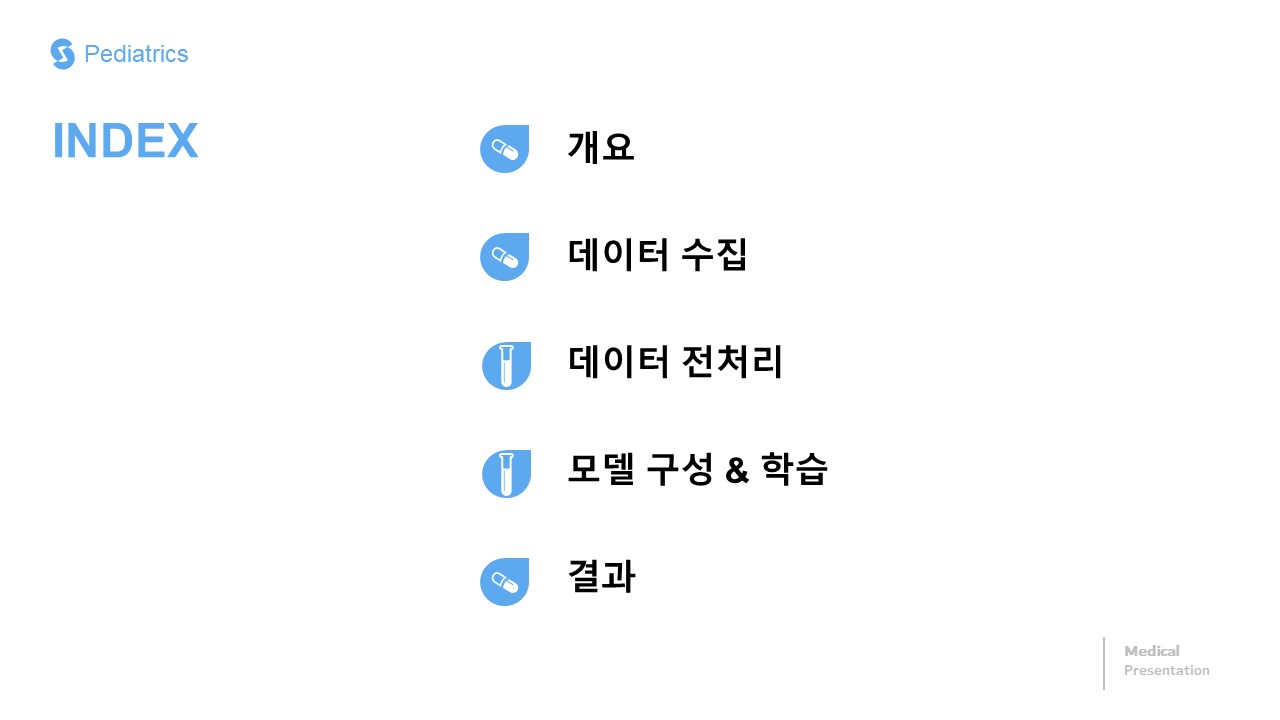 Pediatrics
INDEX
개요
데이터 수집
데이터 전처리
모델 구성 & 학습
결과
Medical
Presentation